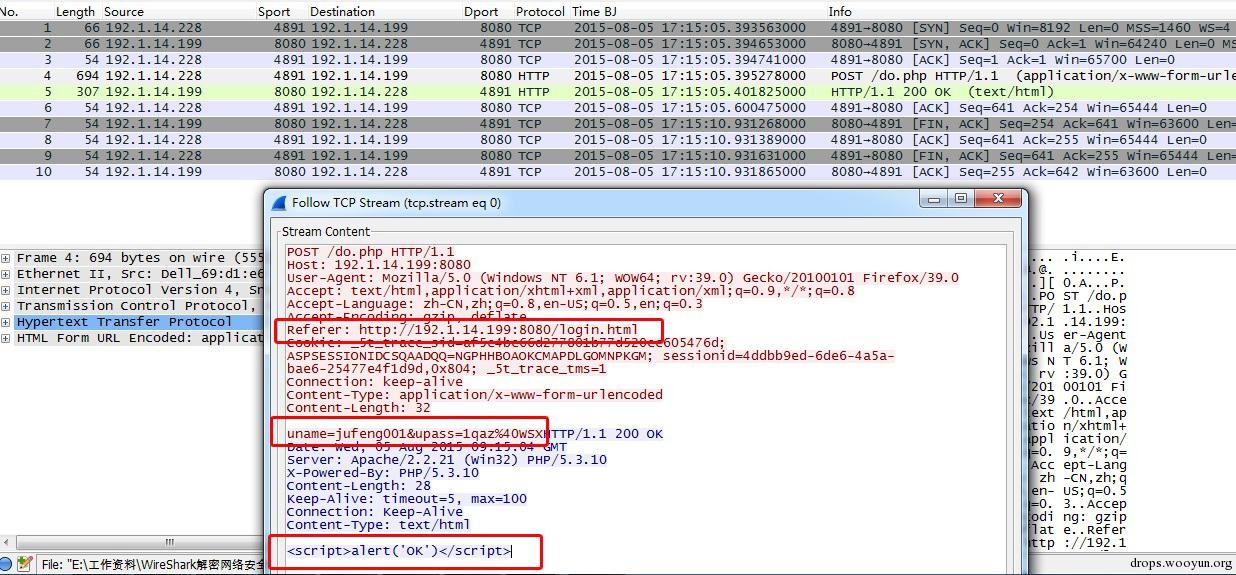 No. Length Source Sport Destination Dport Protocol Time BJ Info
1 66 192.1.14.228 4891 192.1.14.199 8080 TCP 2015-08-05 17:15:05.393563000 4891→8080 [SYN] Seq=0 Win=8192 Len=0 MSS=1460 WS=4
2 66 192.1.14.199 8080 192.1.14.228 4891 TCP 2015-08-05 17:15:05.394653000 8080→4891 [SYN, ACK] Seq=0 Ack=1 Win=64240 Len=0 MS
3 54 192.1.14.228 4891 192.1.14.199 8080 TCP 2015-08-05 17:15:05.394741000 4891→8080 [ACK] Seq=1 Ack=1 Win=65700 Len=0
4 694 192.1.14.228 4891 192.1.14.199 8080 HTTP 2015-08-05 17:15:05.395278000 POST /do.php HTTP/1.1 (application/x-www-form-urle
5 307 192.1.14.199 8080 192.1.14.228 4891 HTTP 2015-08-05 17:15:05.401825000 HTTP/1.1 200 OK (text/html)
6 54 192.1.14.228 4891 192.1.14.199 8080 TCP 2015-08-05 17:15:05.600475000 4891→8080 [ACK] Seq=641 Ack=254 Win=65444 Len=0
7 54 192.1.14.199 8080 192.1.14.228 4891 TCP 2015-08-05 17:15:10.931268000 8080→4891 [FIN, ACK] Seq=254 Ack=641 Win=63600 Len=
8 54 192.1.14.228 4891 192.1.14.199 8080 TCP 2015-08-05 17:15:10.931389000 4891→8080 [ACK] Seq=641 Ack=255 Win=65444 Len=0
9 54 192.1.14.228 4891 192.1.14.199 8080 TCP 2015-08-05 17:15:10.931631000 4891→8080 [FIN, ACK] Seq=641 Ack=255 Win=65444 Len=
10 54 192.1.14.199 8080 192.1.14.228 4891 TCP 2015-08-05 17:15:10.931865000 8080→4891 [ACK] Seq=255 Ack=642 Win=63600 Len=0
Follow TCP Stream (tcp.stream eq 0)
Stream Content
Frame 4: 694 bytes on wire (555
Ethernet II, Src: Dell_69:d1:e6
Internet Protocol Version 4, Sr
Transmission Control Protocol,
Hypertext Transfer Protocol
HTML Form URL Encoded: applicat
POST /do.php HTTP/1.1
Host: 192.1.14.199:8080
User-Agent: Mozilla/5.0 (Windows NT 6.1; WOW64; rv:39.0) Gecko/20100101 Firefox/39.0
Accept: text/html,application/xhtml+xml,application/xml;q=0.9,*/*;q=0.8
Accept-Language: zh-CN,zh;q=0.8,en-US;q=0.5,en;q=0.3
Accept-Encoding: gzip, deflate
Referer: http://192.1.14.199:8080/login.html
Cookie:
ASPSESSIONIDCSQAADQQ=NGPHHBOAOKCMAPDLGOMNPKGM; sessionid=4ddbb9ed-6de6-4a5a-
bae6-25477e4f1d9d,0x804; _5t_trace_tms=1
Connection: keep-alive
Content-Type: application/x-www-form-urlencoded
Content-Length: 32
uname=jufeng001&upass=1qaz%40WSXHTTP/1.1 200 OK
Date: Wed, 05 Aug 2015 09:15:04 GMT
Server: Apache/2.2.21 (Win32) PHP/5.3.10
X-Powered-By: PHP/5.3.10
Content-Length: 28
Keep-Alive: timeout=5, max=100
Connection: Keep-Alive
Content-Type: text/html
<script>alert('OK')</script>
... .i....E.
.@. ........
.][ O.A...P.
.PO ST /do.p
TP/ 1.1..Hos
2.1 .14.199:
.Us er-Agent
ill a/5.0 (W
s N T 6.1; W
rv :39.0) G
201 00101 Fi
/39 .0..Acce
ext /html,ap
ion/xhtml+
ppl ication/
=0. 9,*/*;q=
Acc ept-Lang
zh -CN,zh;q
en- US;q=0.5
=0. 3..Accep
odi ng: gzip
flat e..Refer
http ://192.1
File: "E:\工作资料\WireShark解密网络安全
drops.wooyun.org